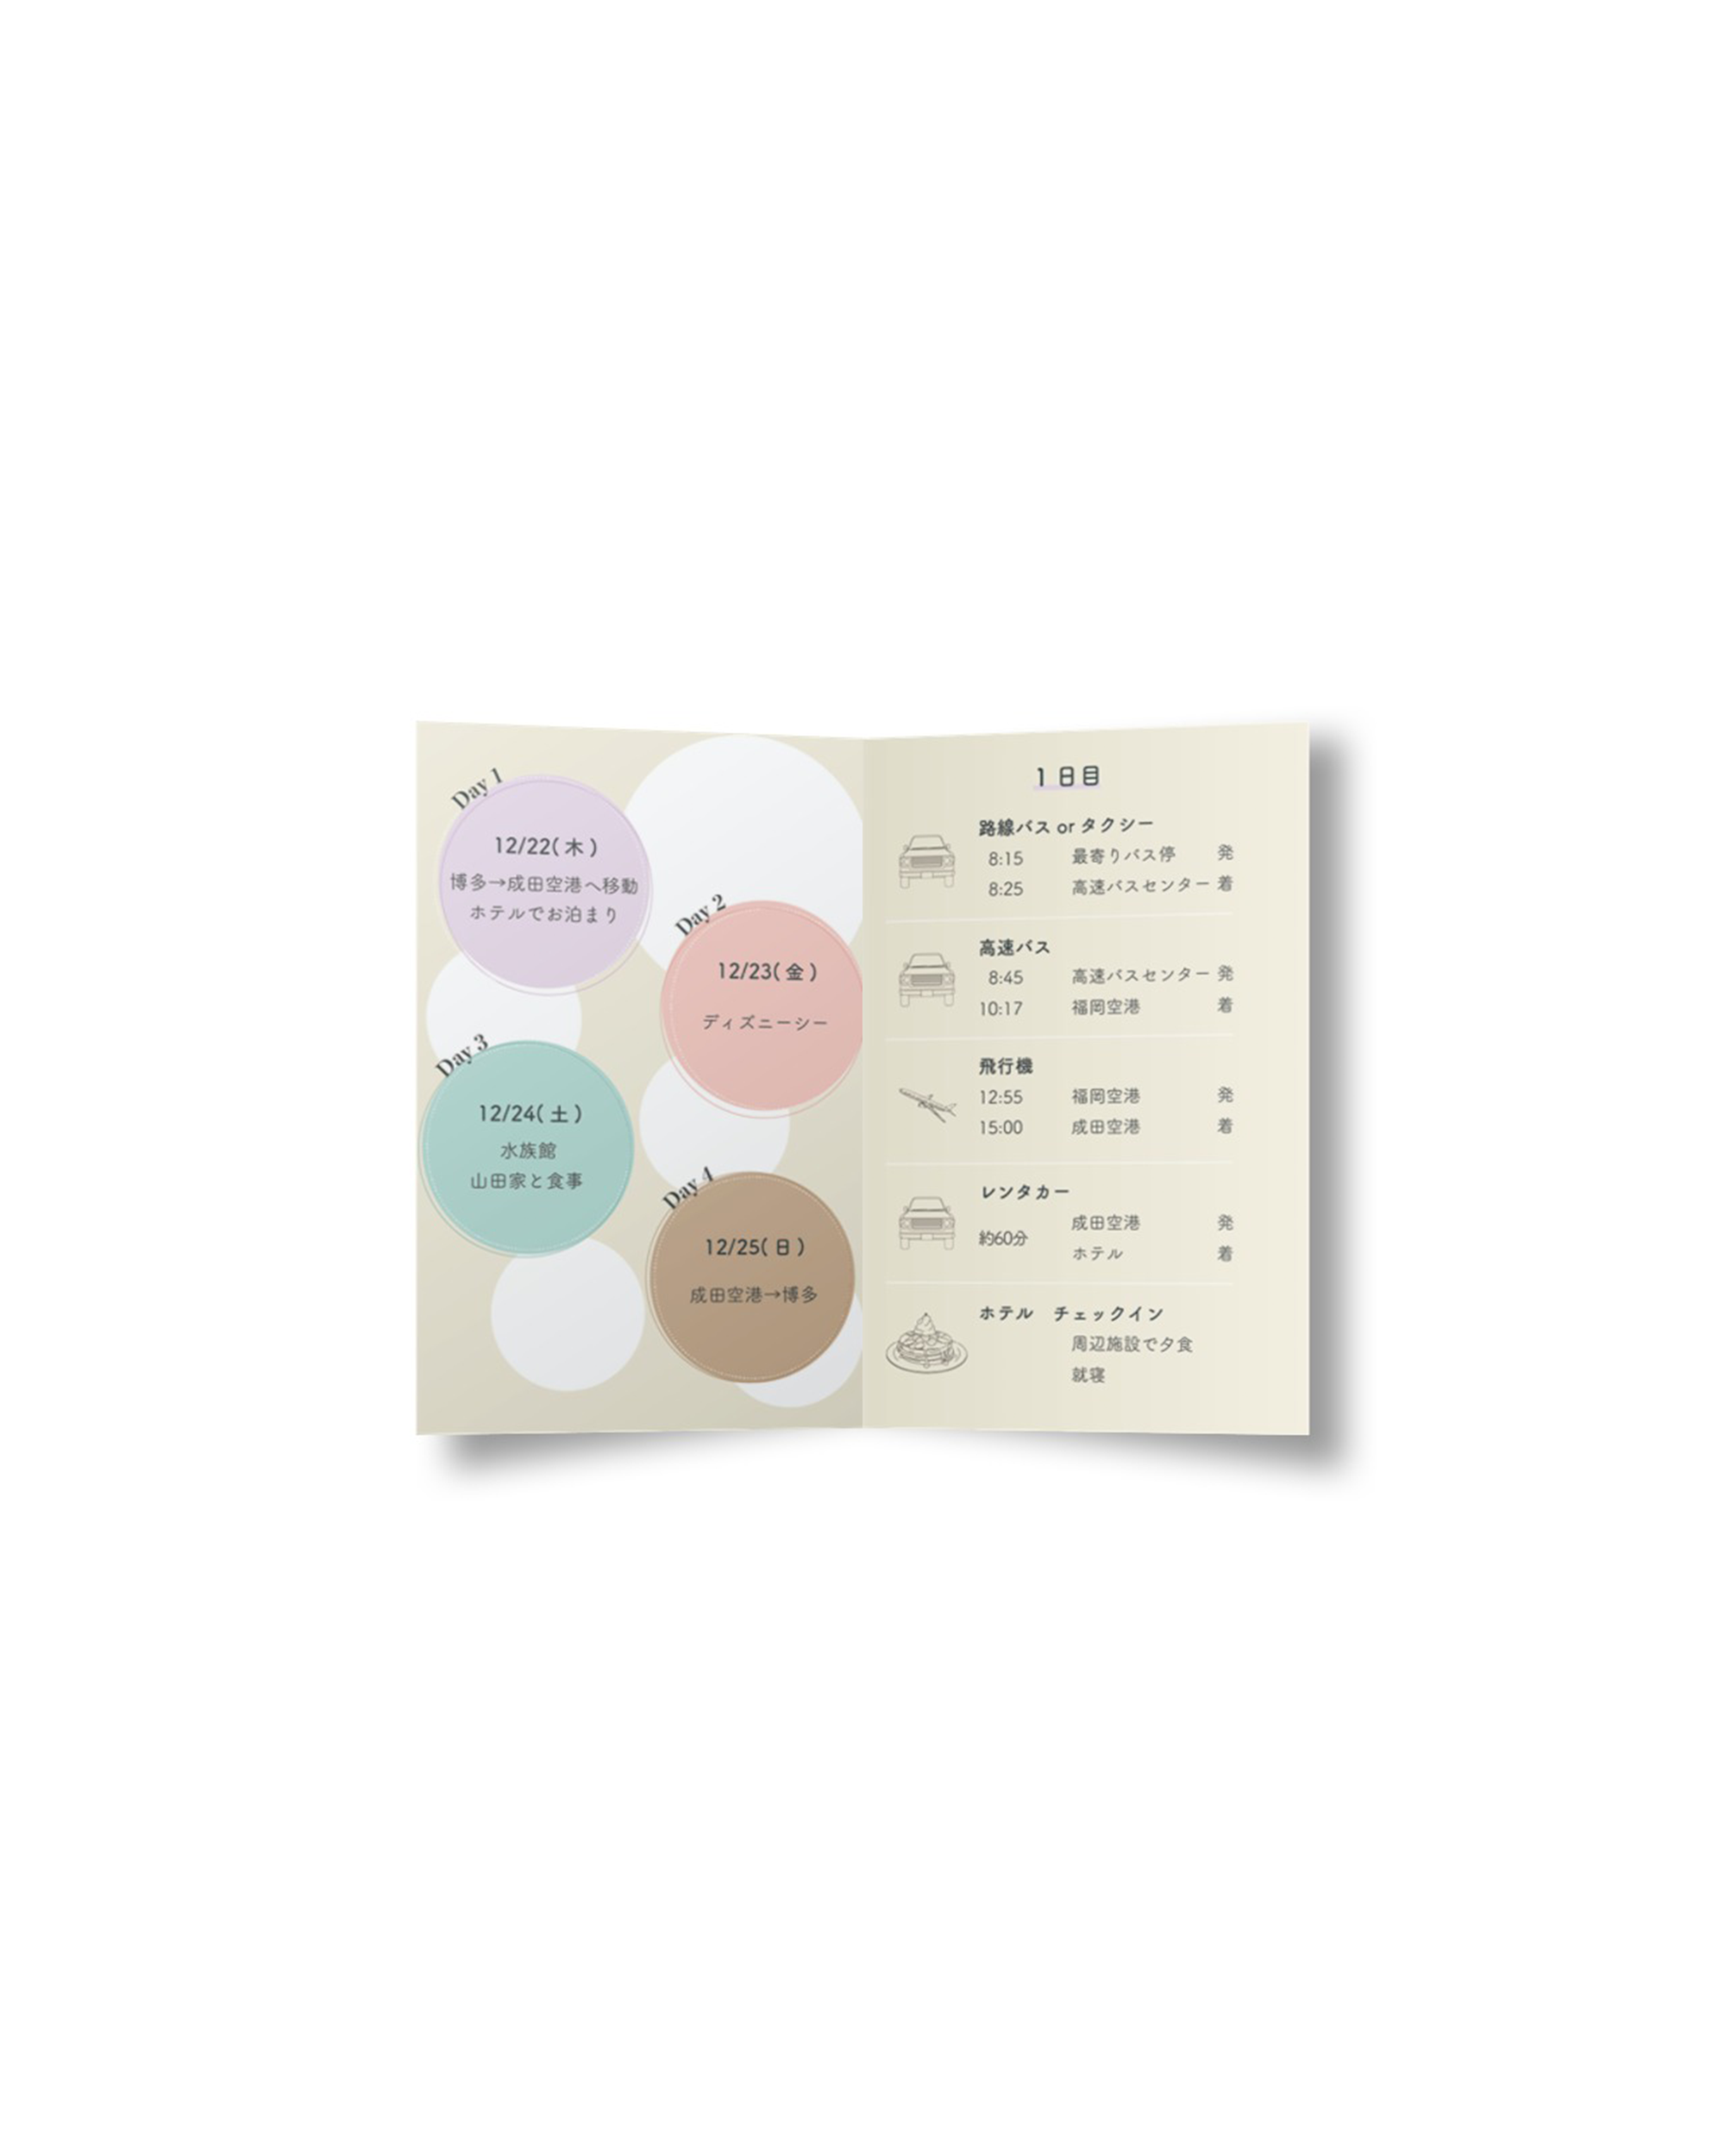 Day 1
12/22(木)
博多→成田空港へ移動
ホテルでお泊まり
Day 2
12/23(金)
ディズニーシー
Day 3
12/24(土)
水族館
山田家と食事
Day 4
12/25(日)
成田空港→博多
1日目
路線バス or タクシー
8:15 最寄りバス停 発
8:25 高速バスセンター 着
高速バス
8:45 高速バスセンター 発
10:17 福岡空港 着
飛行機
12:55 福岡空港 発
15:00 成田空港 着
レンタカー
約60分
成田空港 発
ホテル 着
ホテル チェックイン
周辺施設で夕食
就寝